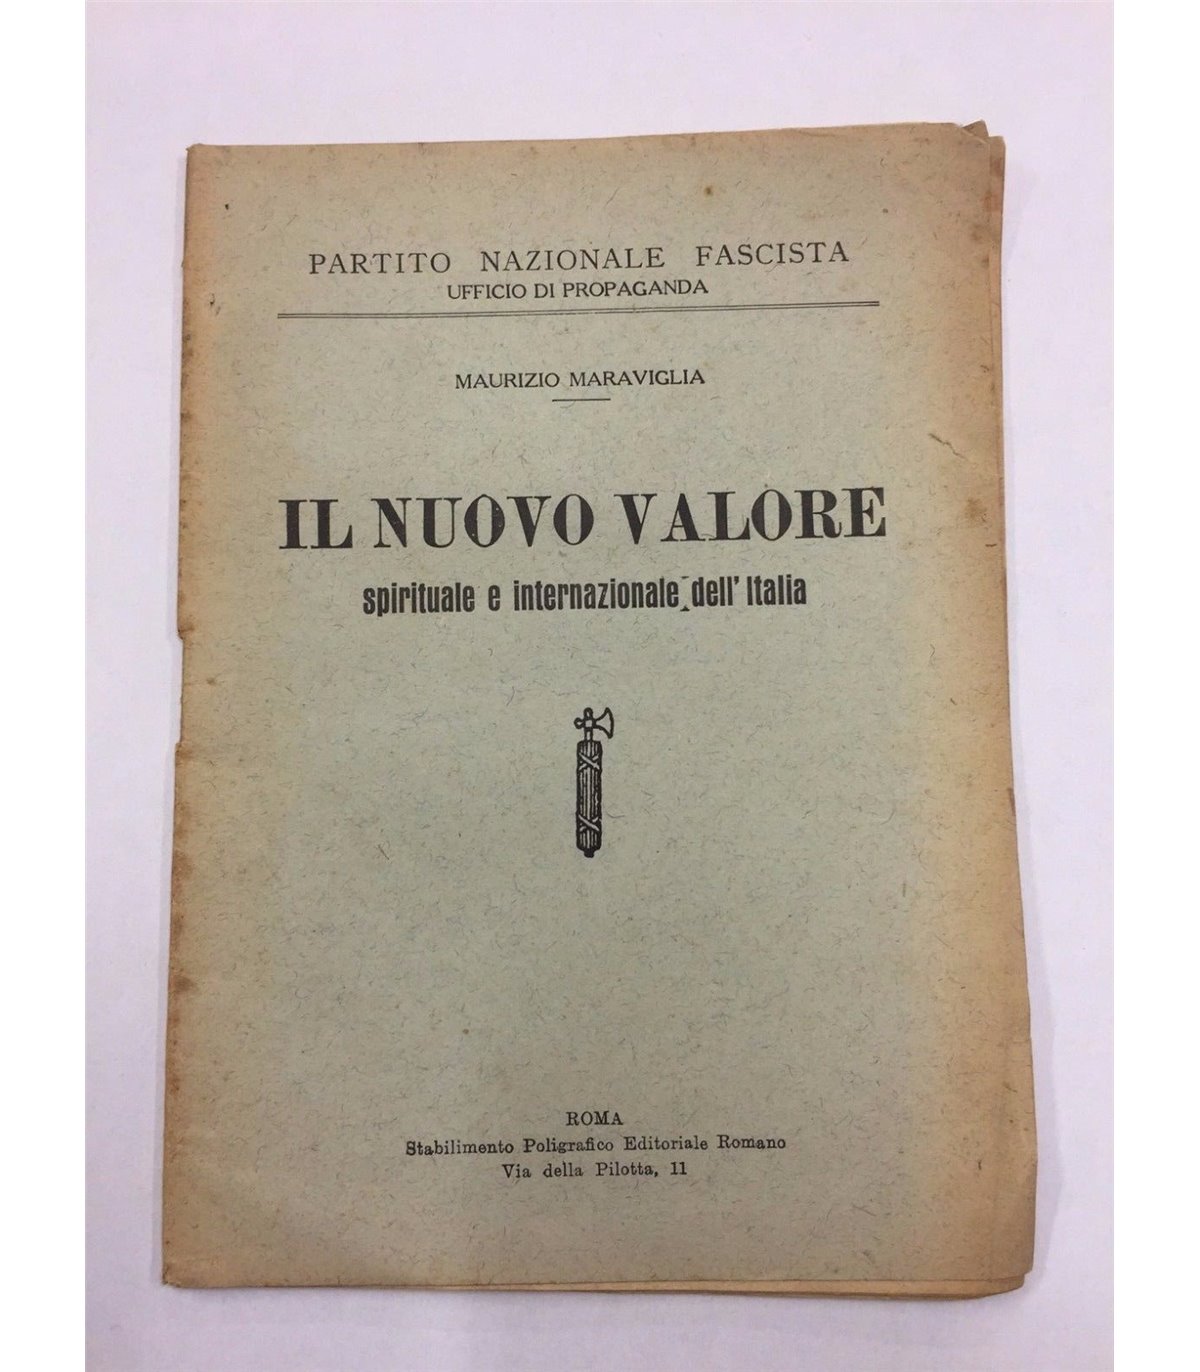 PARTITO NAZIONALE FASCISTA
UFFICIO DI PROPAGANDA
MAURIZIO MARAVIGLIA
IL NUOVO VALORE
spirituale e internazionale dell' Italia
ROMA
Stabilimento Poligrafico Editoriale Romano
Via della Pilotta, 11